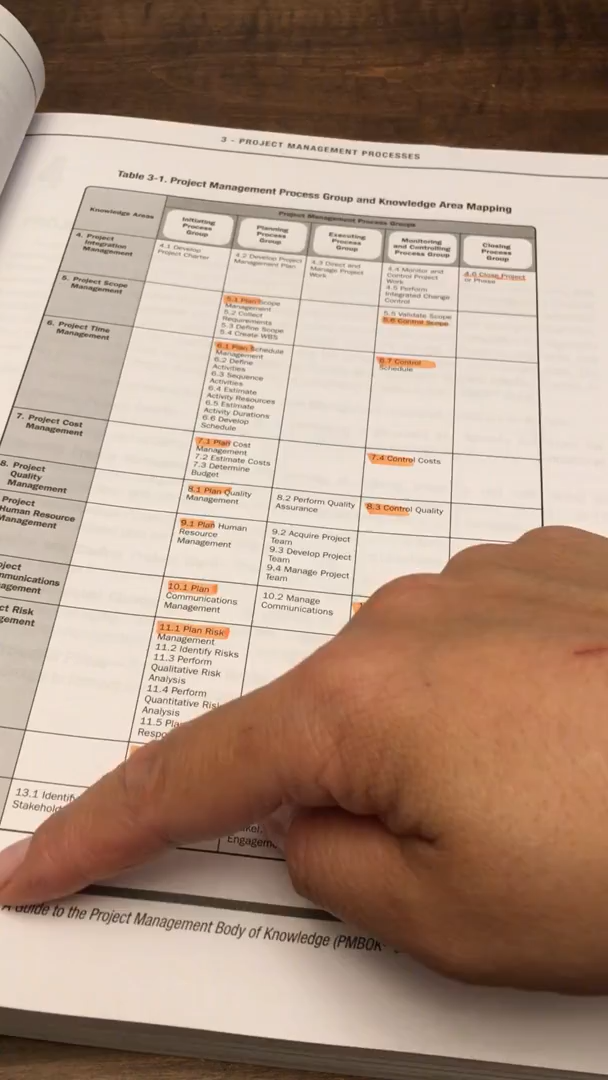 3 - PROJECT MANAGEMENT PROCESSES
Table 3-1. Project Management Process Group and Knowledge Area Mapping
Knowledge Areas
Project Management Process Groups
Initiating
Process
Group
Planning
Process
Group
Executing
Process
Group
Monitoring
and Controlling
Process Group
Closing
Process
Group
4. Project
Integration
Management
4.1 Develop
Project Charter
4.2 Develop Project
Management Plan
4.3 Direct and
Manage Project
Work
4.4 Monitor and
Control Project
Work
4.5 Perform
Integrated Change
Control
4.6 Close Project
or Phase
5. Project Scope
Management
5.1 Plan Scope
Management
5.2 Collect
Requirements
5.3 Define Scope
5.4 Create WBS
5.5 Validate Scope
5.6 Control Scope
6. Project Time
Management
6.1 Plan Schedule
Management
6.2 Define
Activities
6.3 Sequence
Activities
6.4 Estimate
Activity Resources
6.5 Estimate
Activity Durations
6.6 Develop
Schedule
6.7 Control
Schedule
7. Project Cost
Management
7.1 Plan Cost
Management
7.2 Estimate Costs
7.3 Determine
Budget
7.4 Control Costs
8. Project
Quality
Management
8.1 Plan Quality
Management
8.2 Perform Quality
Assurance
8.3 Control Quality
Project
Human Resource
Management
9.1 Plan Human
Resource
Management
9.2 Acquire Project
Team
9.3 Develop Project
Team
9.4 Manage Project
Team
10.1 Plan
Communications
Management
10.2 Manage
Communications
11.1 Plan Risk
Management
11.2 Identify Risks
11.3 Perform
Qualitative Risk
Analysis
11.4 Perform
Quantitative Risk
Analysis
11.5
13.1
A Guide to the Project Management Body of Knowledge (PMBOK